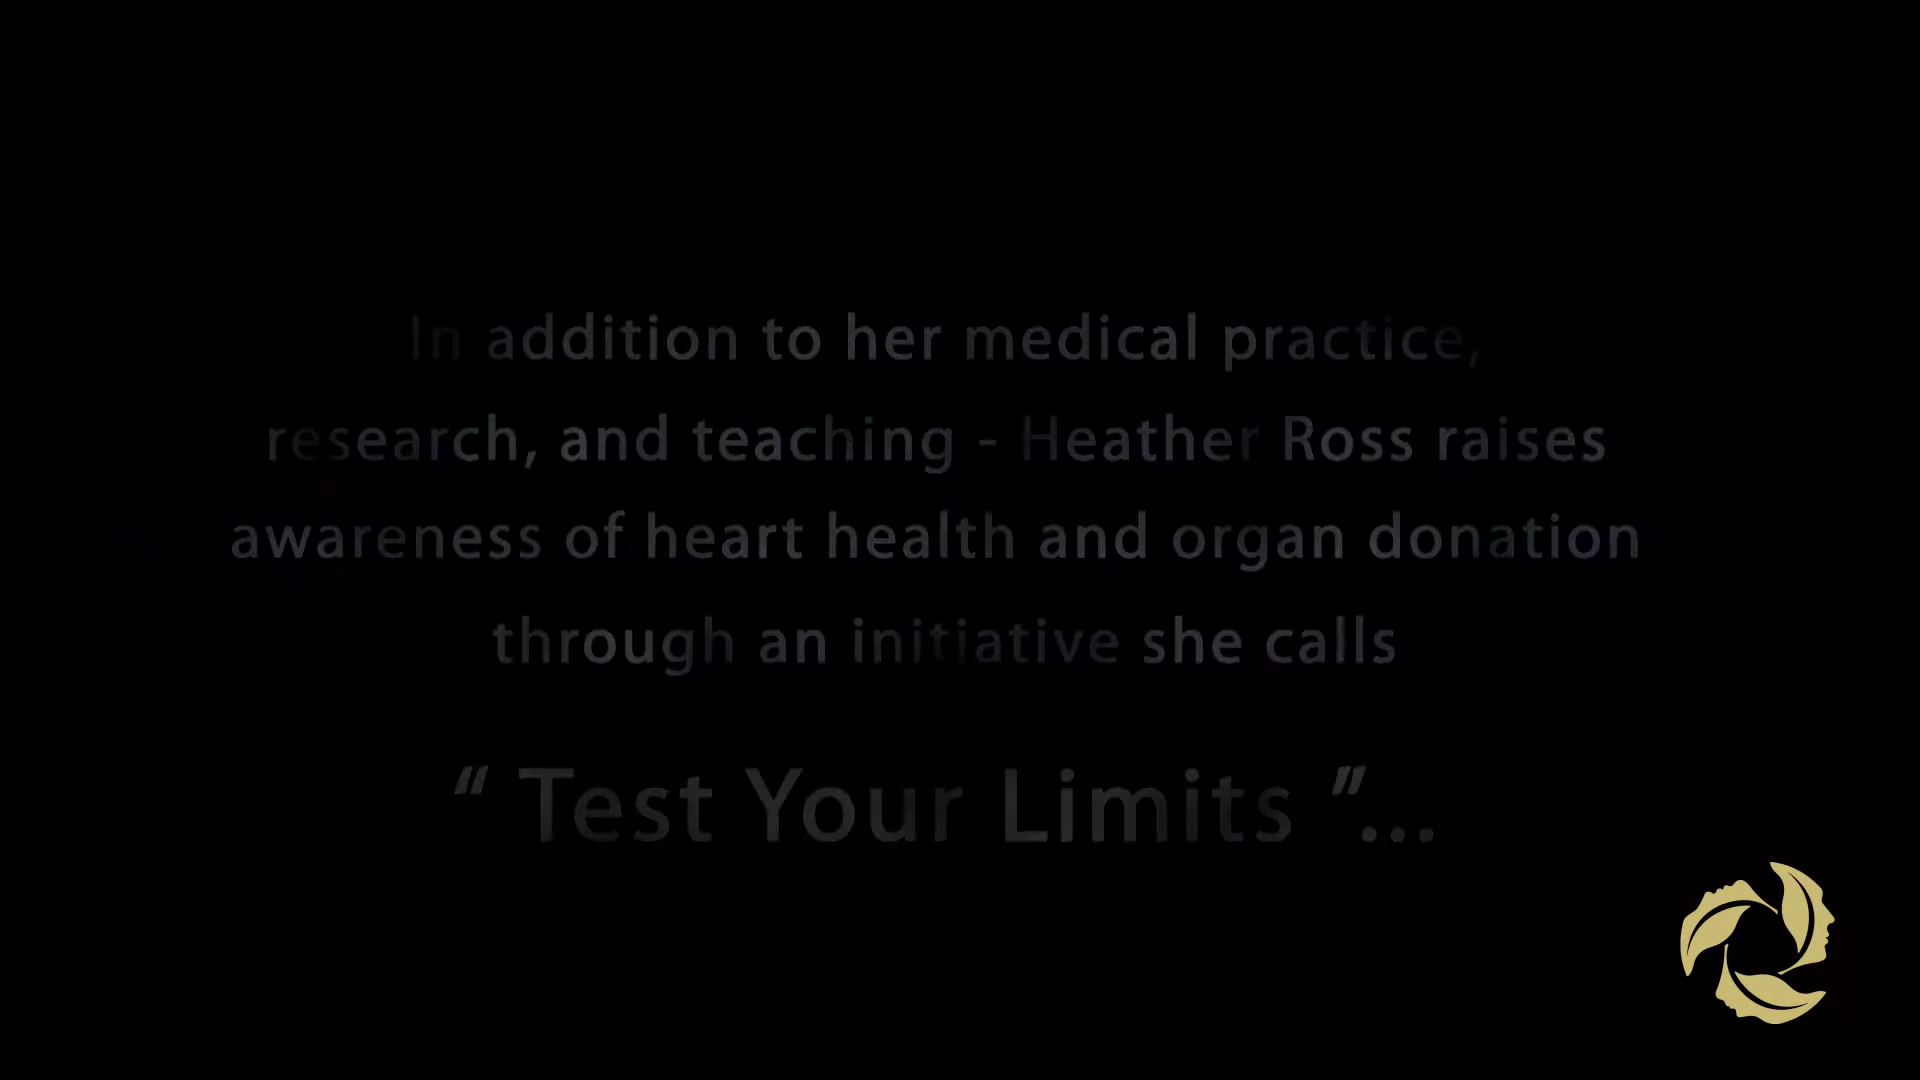 In addition to her medical practice,
research, and teaching - Heather Ross raises
awareness of heart health and organ donation
through an initiative she calls
“ Test Your Limits ”...